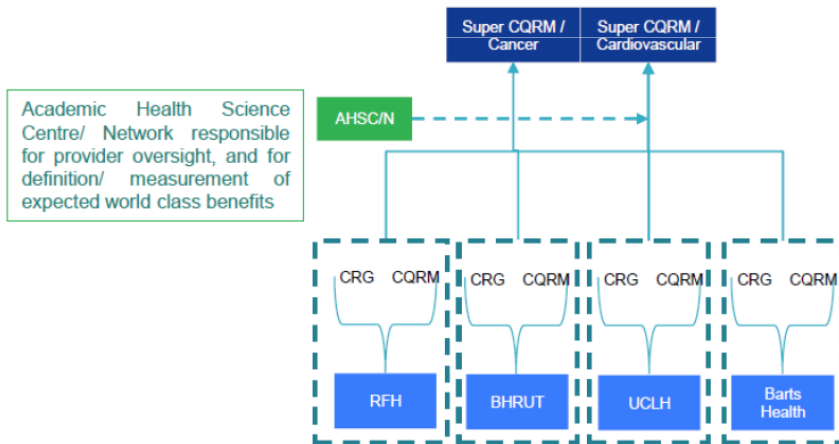 Super CQRM /
Cancer
Super CQRM /
Cardiovascular
Academic Health Science
Centre/ Network responsible
for provider oversight, and for
definition/ measurement of
expected world class benefits
AHSC/N
CRG CQRM
CRG CQRM
CRG CQRM
CRG CQRM
RFH
BHRUT
UCLH
Barts
Health